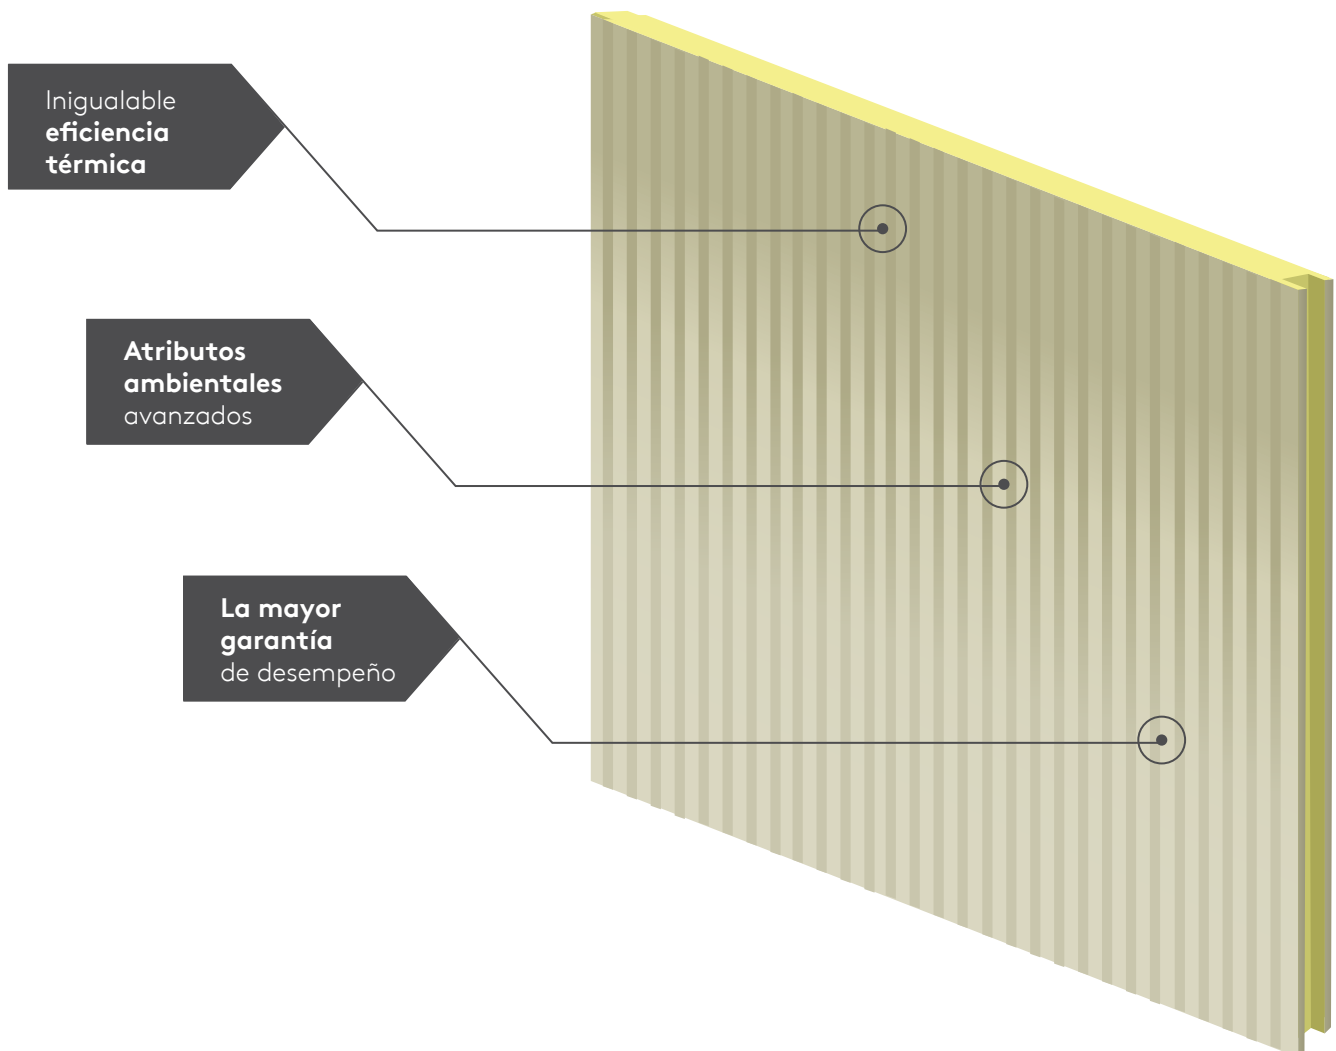 Inigualable
eficiencia
térmica
Atributos
ambientales
avanzados
La mayor
garantía
de desempeño